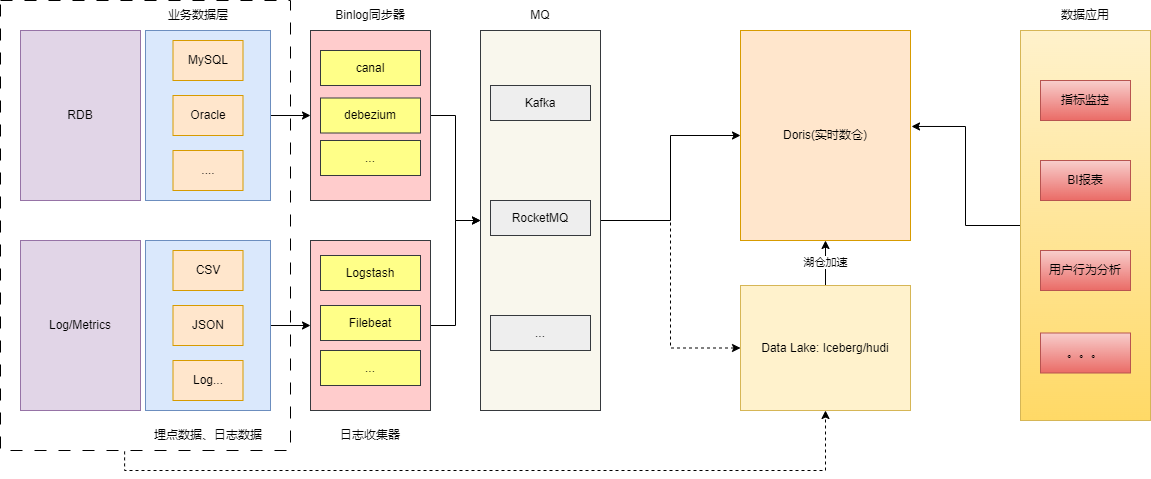 业务数据层
Binlog同步器
MQ
数据应用
RDB
MySQL
Oracle
....
canal
debezium
...
Kafka
RocketMQ
...
Doris(实时数仓)
指标监控
BI报表
用户行为分析
。。。
Log/Metrics
CSV
JSON
Log...
Logstash
Filebeat
...
湖仓加速
Data Lake: Iceberg/hudi
埋点数据、日志数据
日志收集器